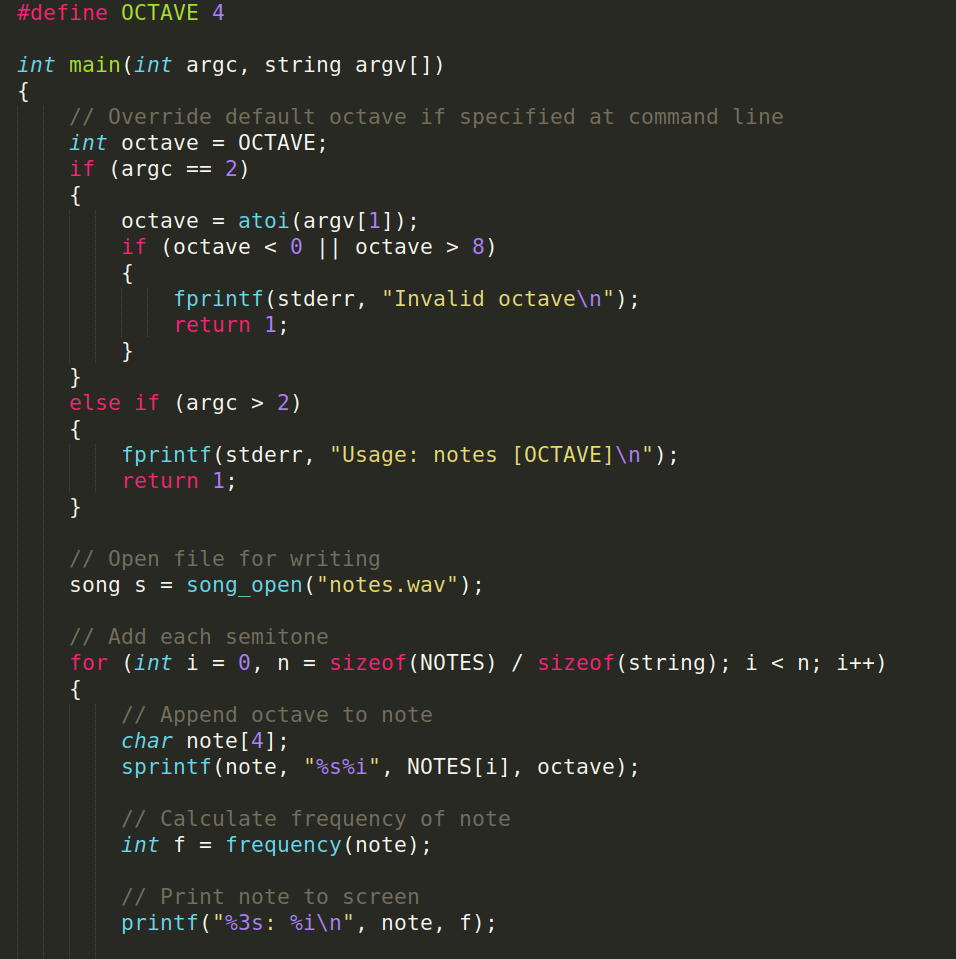 #define OCTAVE 4

int main(int argc, string argv[])
{
    // Override default octave if specified at command line
    int octave = OCTAVE;
    if (argc == 2)
    {
        octave = atoi(argv[1]);
        if (octave < 0 || octave > 8)
        {
            fprintf(stderr, "Invalid octave\n");
            return 1;
        }
    }
    else if (argc > 2)
    {
        fprintf(stderr, "Usage: notes [OCTAVE]\n");
        return 1;
    }

    // Open file for writing
    song s = song_open("notes.wav");

    // Add each semitone
    for (int i = 0, n = sizeof(NOTES) / sizeof(string); i < n; i++)
    {
        // Append octave to note
        char note[4];
        sprintf(note, "%s%i", NOTES[i], octave);

        // Calculate frequency of note
        int f = frequency(note);

        // Print note to screen
        printf("%3s: %i\n", note, f);